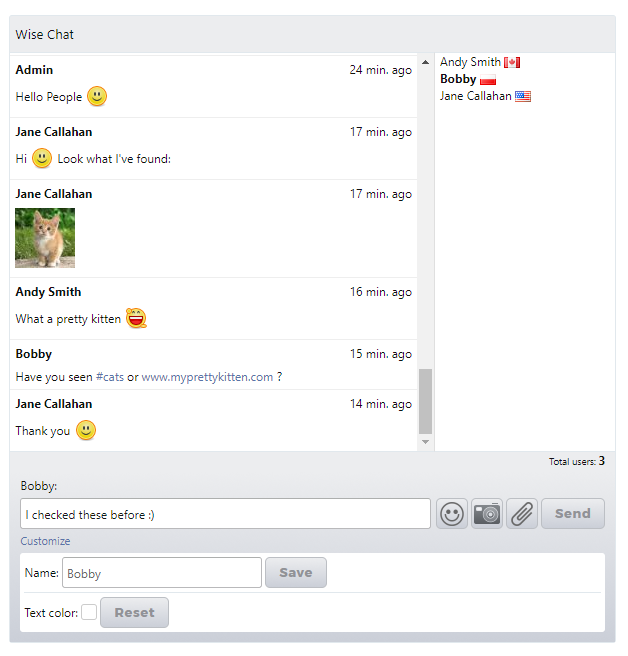 Wise Chat
Admin 24 min. ago
Hello People
Jane Callahan 17 min. ago
Hi Look what I've found:
Jane Callahan 17 min. ago
Andy Smith 16 min. ago
What a pretty kitten
Bobby 15 min. ago
Have you seen #cats or www.myprettykitten.com ?
Jane Callahan 14 min. ago
Thank you
Andy Smith
Bobby
Jane Callahan
Total users: 3
Bobby:
I checked these before :)
Send
Customize
Name: Bobby Save
Text color: Reset